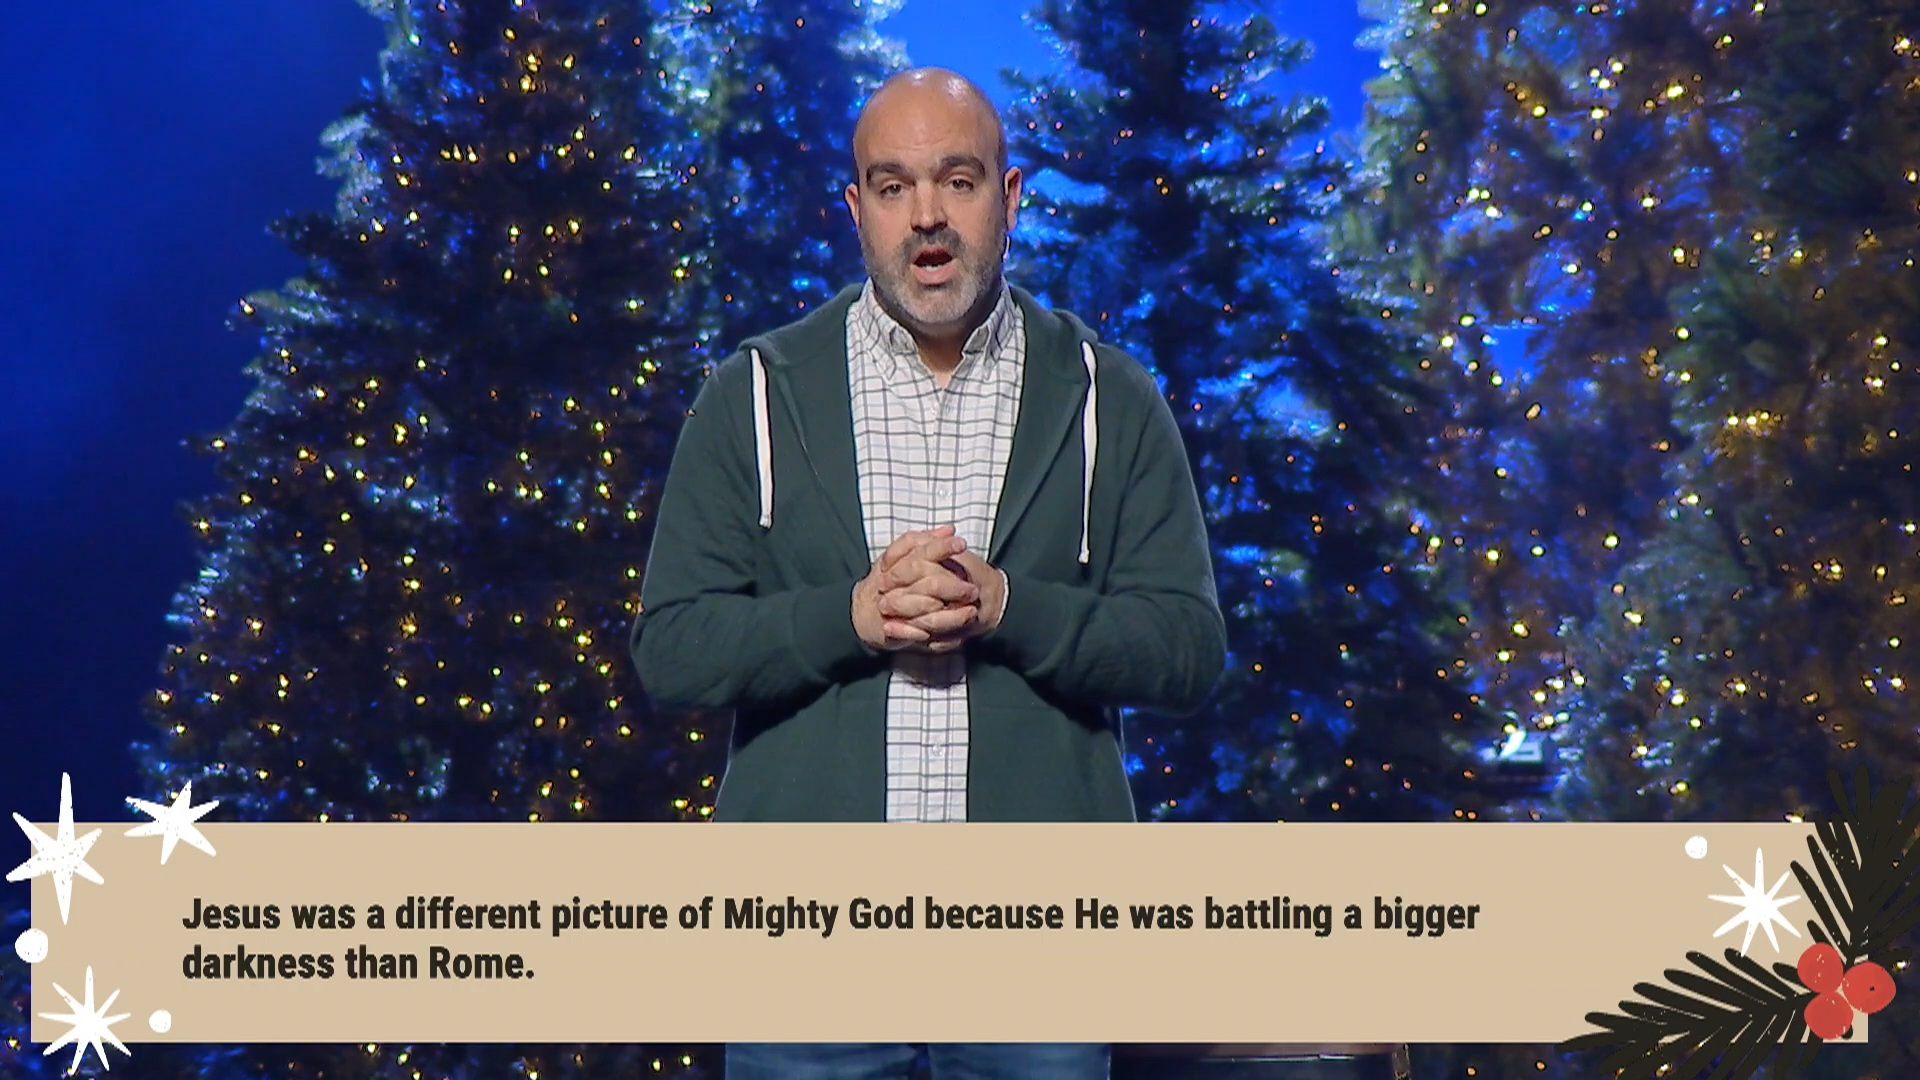 Jesus was a different picture of Mighty God because He was battling a bigger
darkness than Rome.